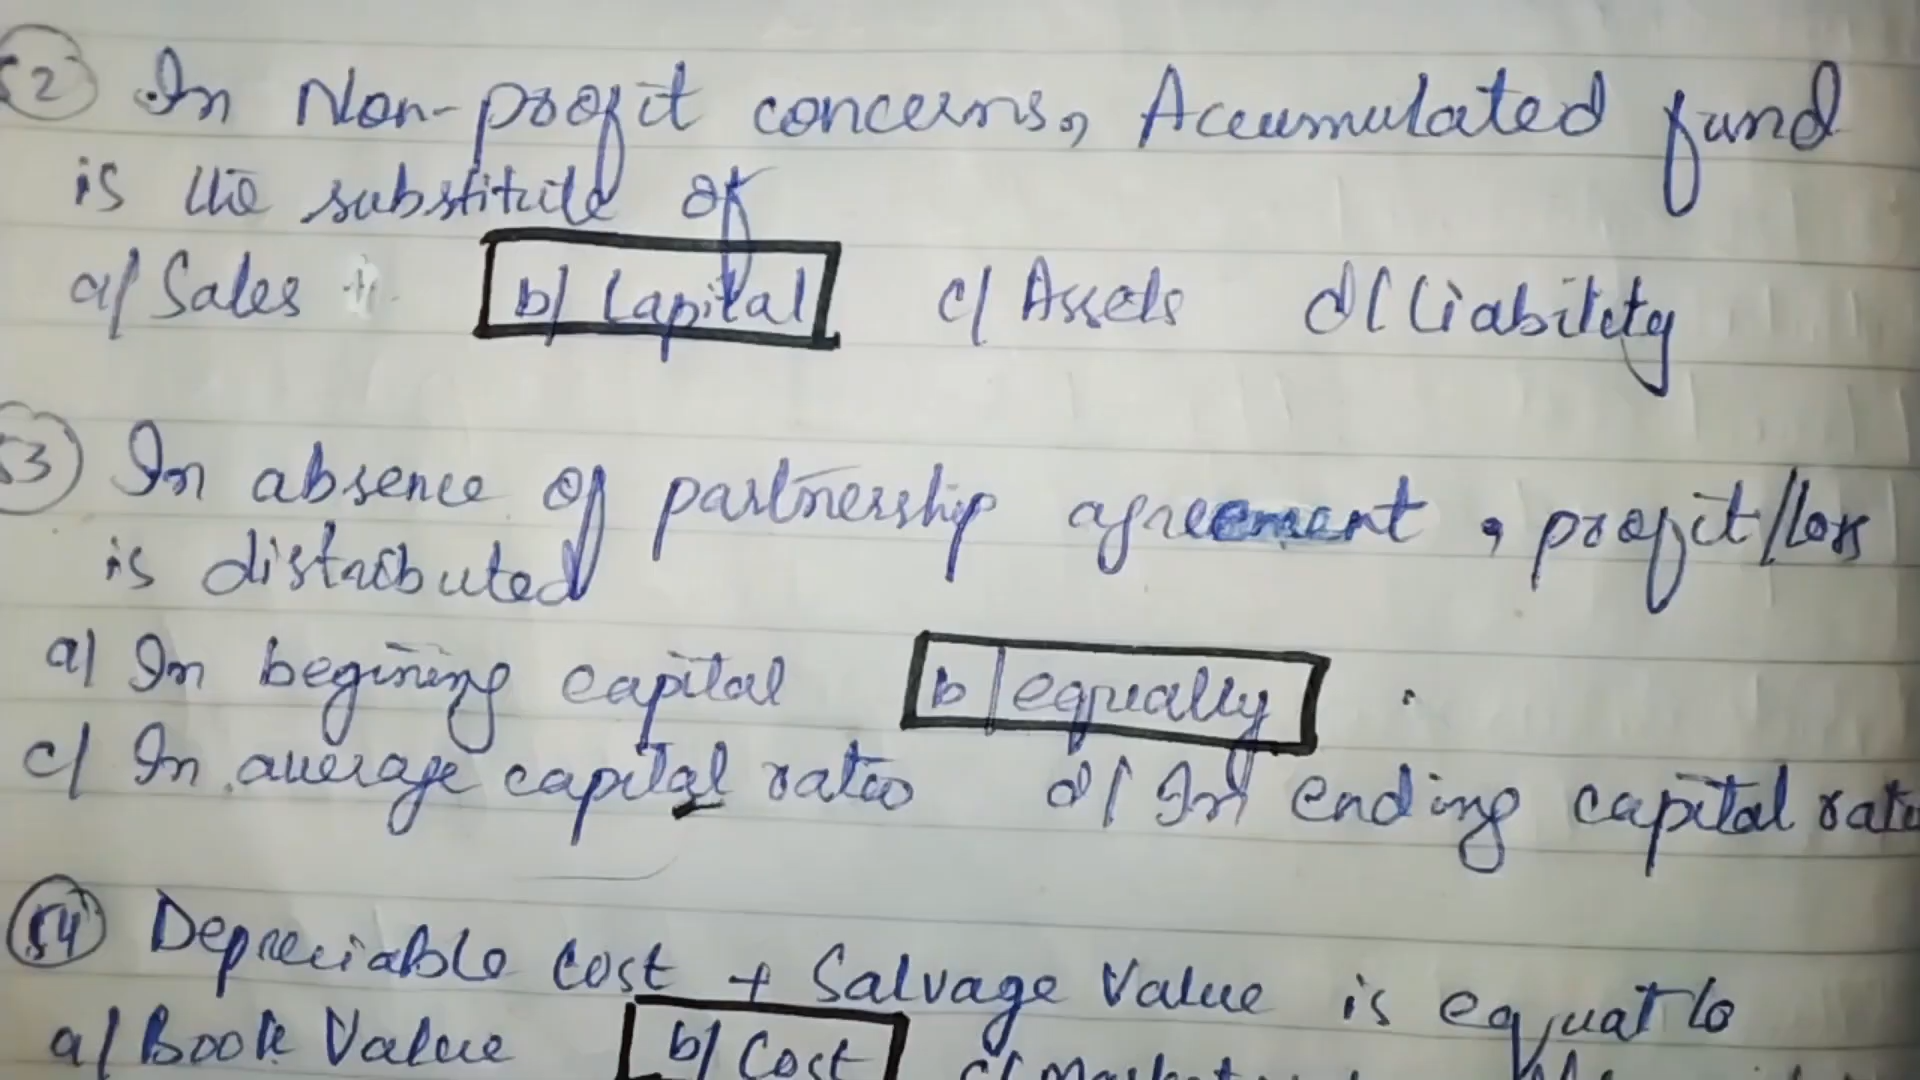 52 In Non-profit concerns, Accumulated fund
is the substitute of
a/ Sales b/ Capital c/ Assets d/ Liability
53 In absence of partnership agreement, profit/loss
is distributed
a/ In begining capital b/ equally
c/ In average capital ratio d/ In ending capital
54 Depreciable Cost + Salvage Value is equal to
a/ Book Value b/ Cost c/